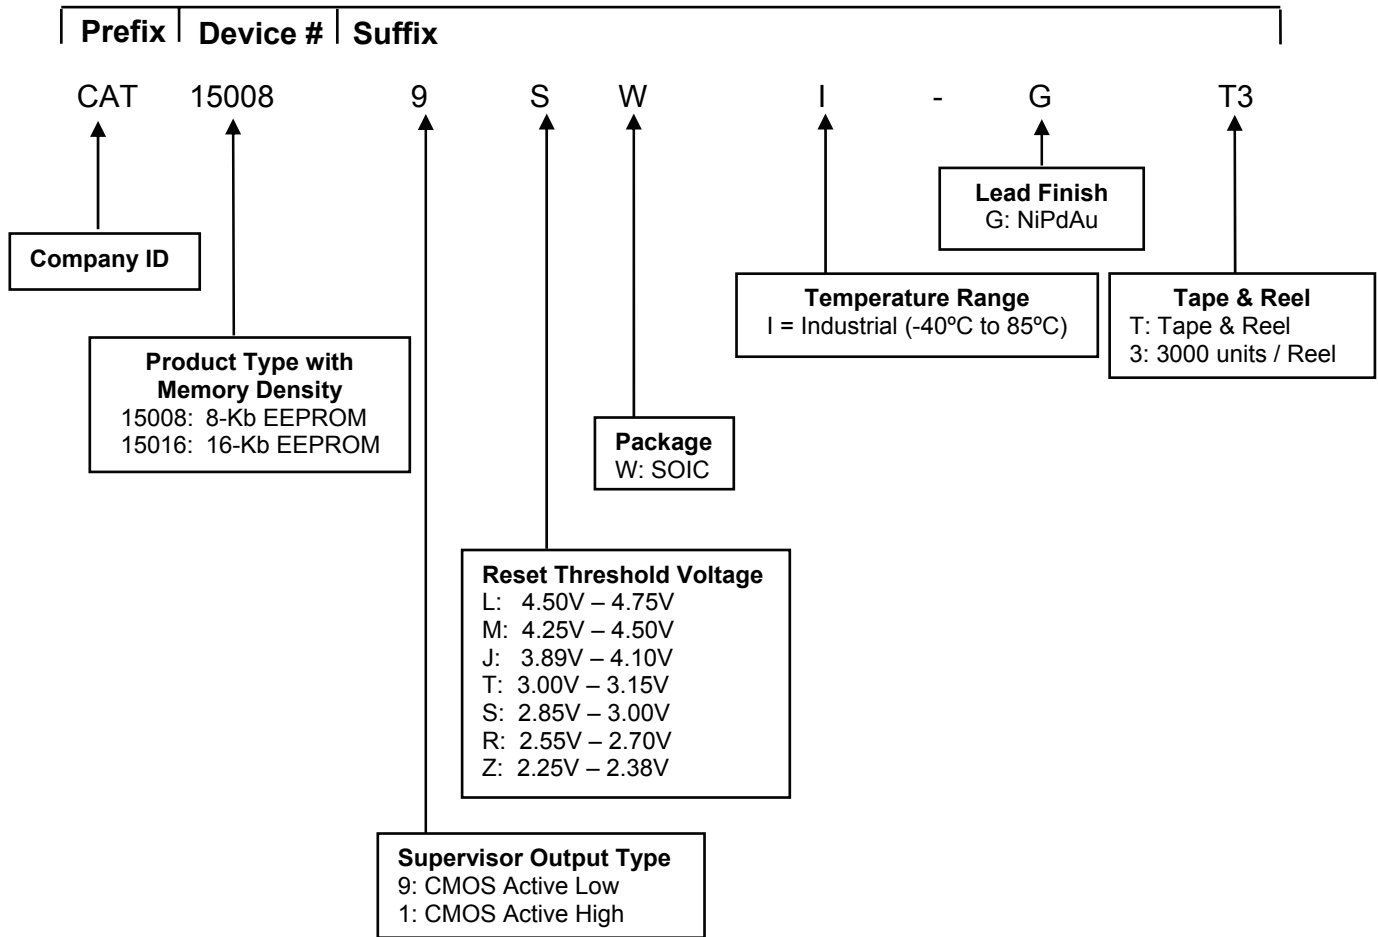 Prefix Device # Suffix
CAT 15008 9 S W I - G T3
Lead Finish
G: NiPdAu
Company ID
Temperature Range
I = Industrial (-40ºC to 85ºC)
Tape & Reel
T: Tape & Reel
3: 3000 units / Reel
Product Type with
Memory Density
15008: 8-Kb EEPROM
15016: 16-Kb EEPROM
Package
W: SOIC
Reset Threshold Voltage
L: 4.50V – 4.75V
M: 4.25V – 4.50V
J: 3.89V – 4.10V
T: 3.00V – 3.15V
S: 2.85V – 3.00V
R: 2.55V – 2.70V
Z: 2.25V – 2.38V
Supervisor Output Type
9: CMOS Active Low
1: CMOS Active High